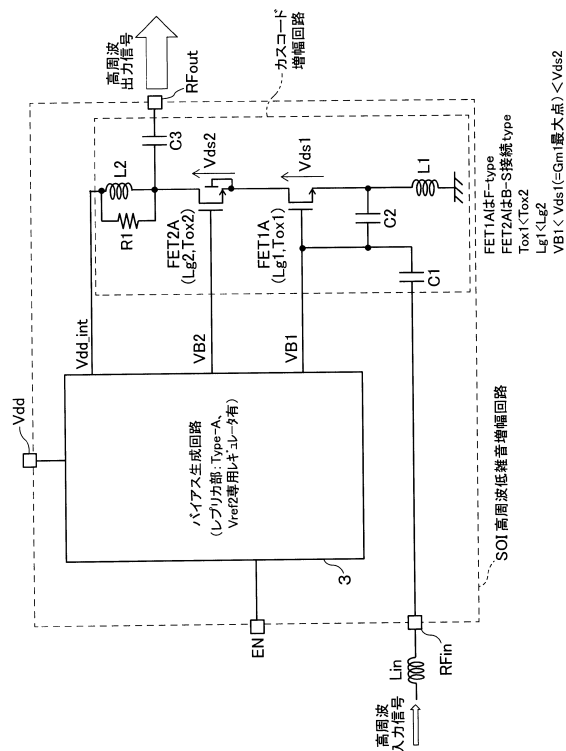 Vdd
EN
バイアス生成回路
(レプリカ部:Type-A、
Vref2専用レギュレータ有)
3
Vdd_int
VB2
VB1
R1
L2
FET2A
(Lg2,Tox2)
Vds2
FET1A
(Lg1,Tox1)
Vds1
C3
C2
C1
L1
高周波
出力信号
RFout
カスコード
増幅回路
高周波
入力信号
Lin
RFin
SOI 高周波低雑音増幅回路
FET1AはF-type
FET2AはB-S接続type
Tox1<Tox2
Lg1<Lg2
VB1< Vds1(=Gm1最大点) <Vds2